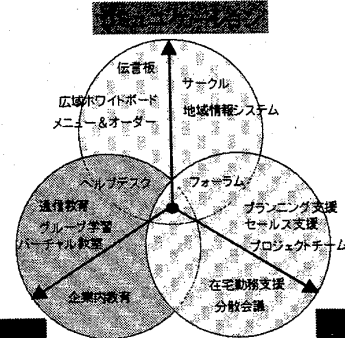 伝言板
サークル
広域ホワイトボード
地域情報システム
メニュー＆オーダー
ヘルプデスク
フォーラム
通信教育
プランニング支援
グループ学習
セールス支援
バーチャル教室
プロジェクトチーム
在宅勤務支援
企業内教育
分散会議